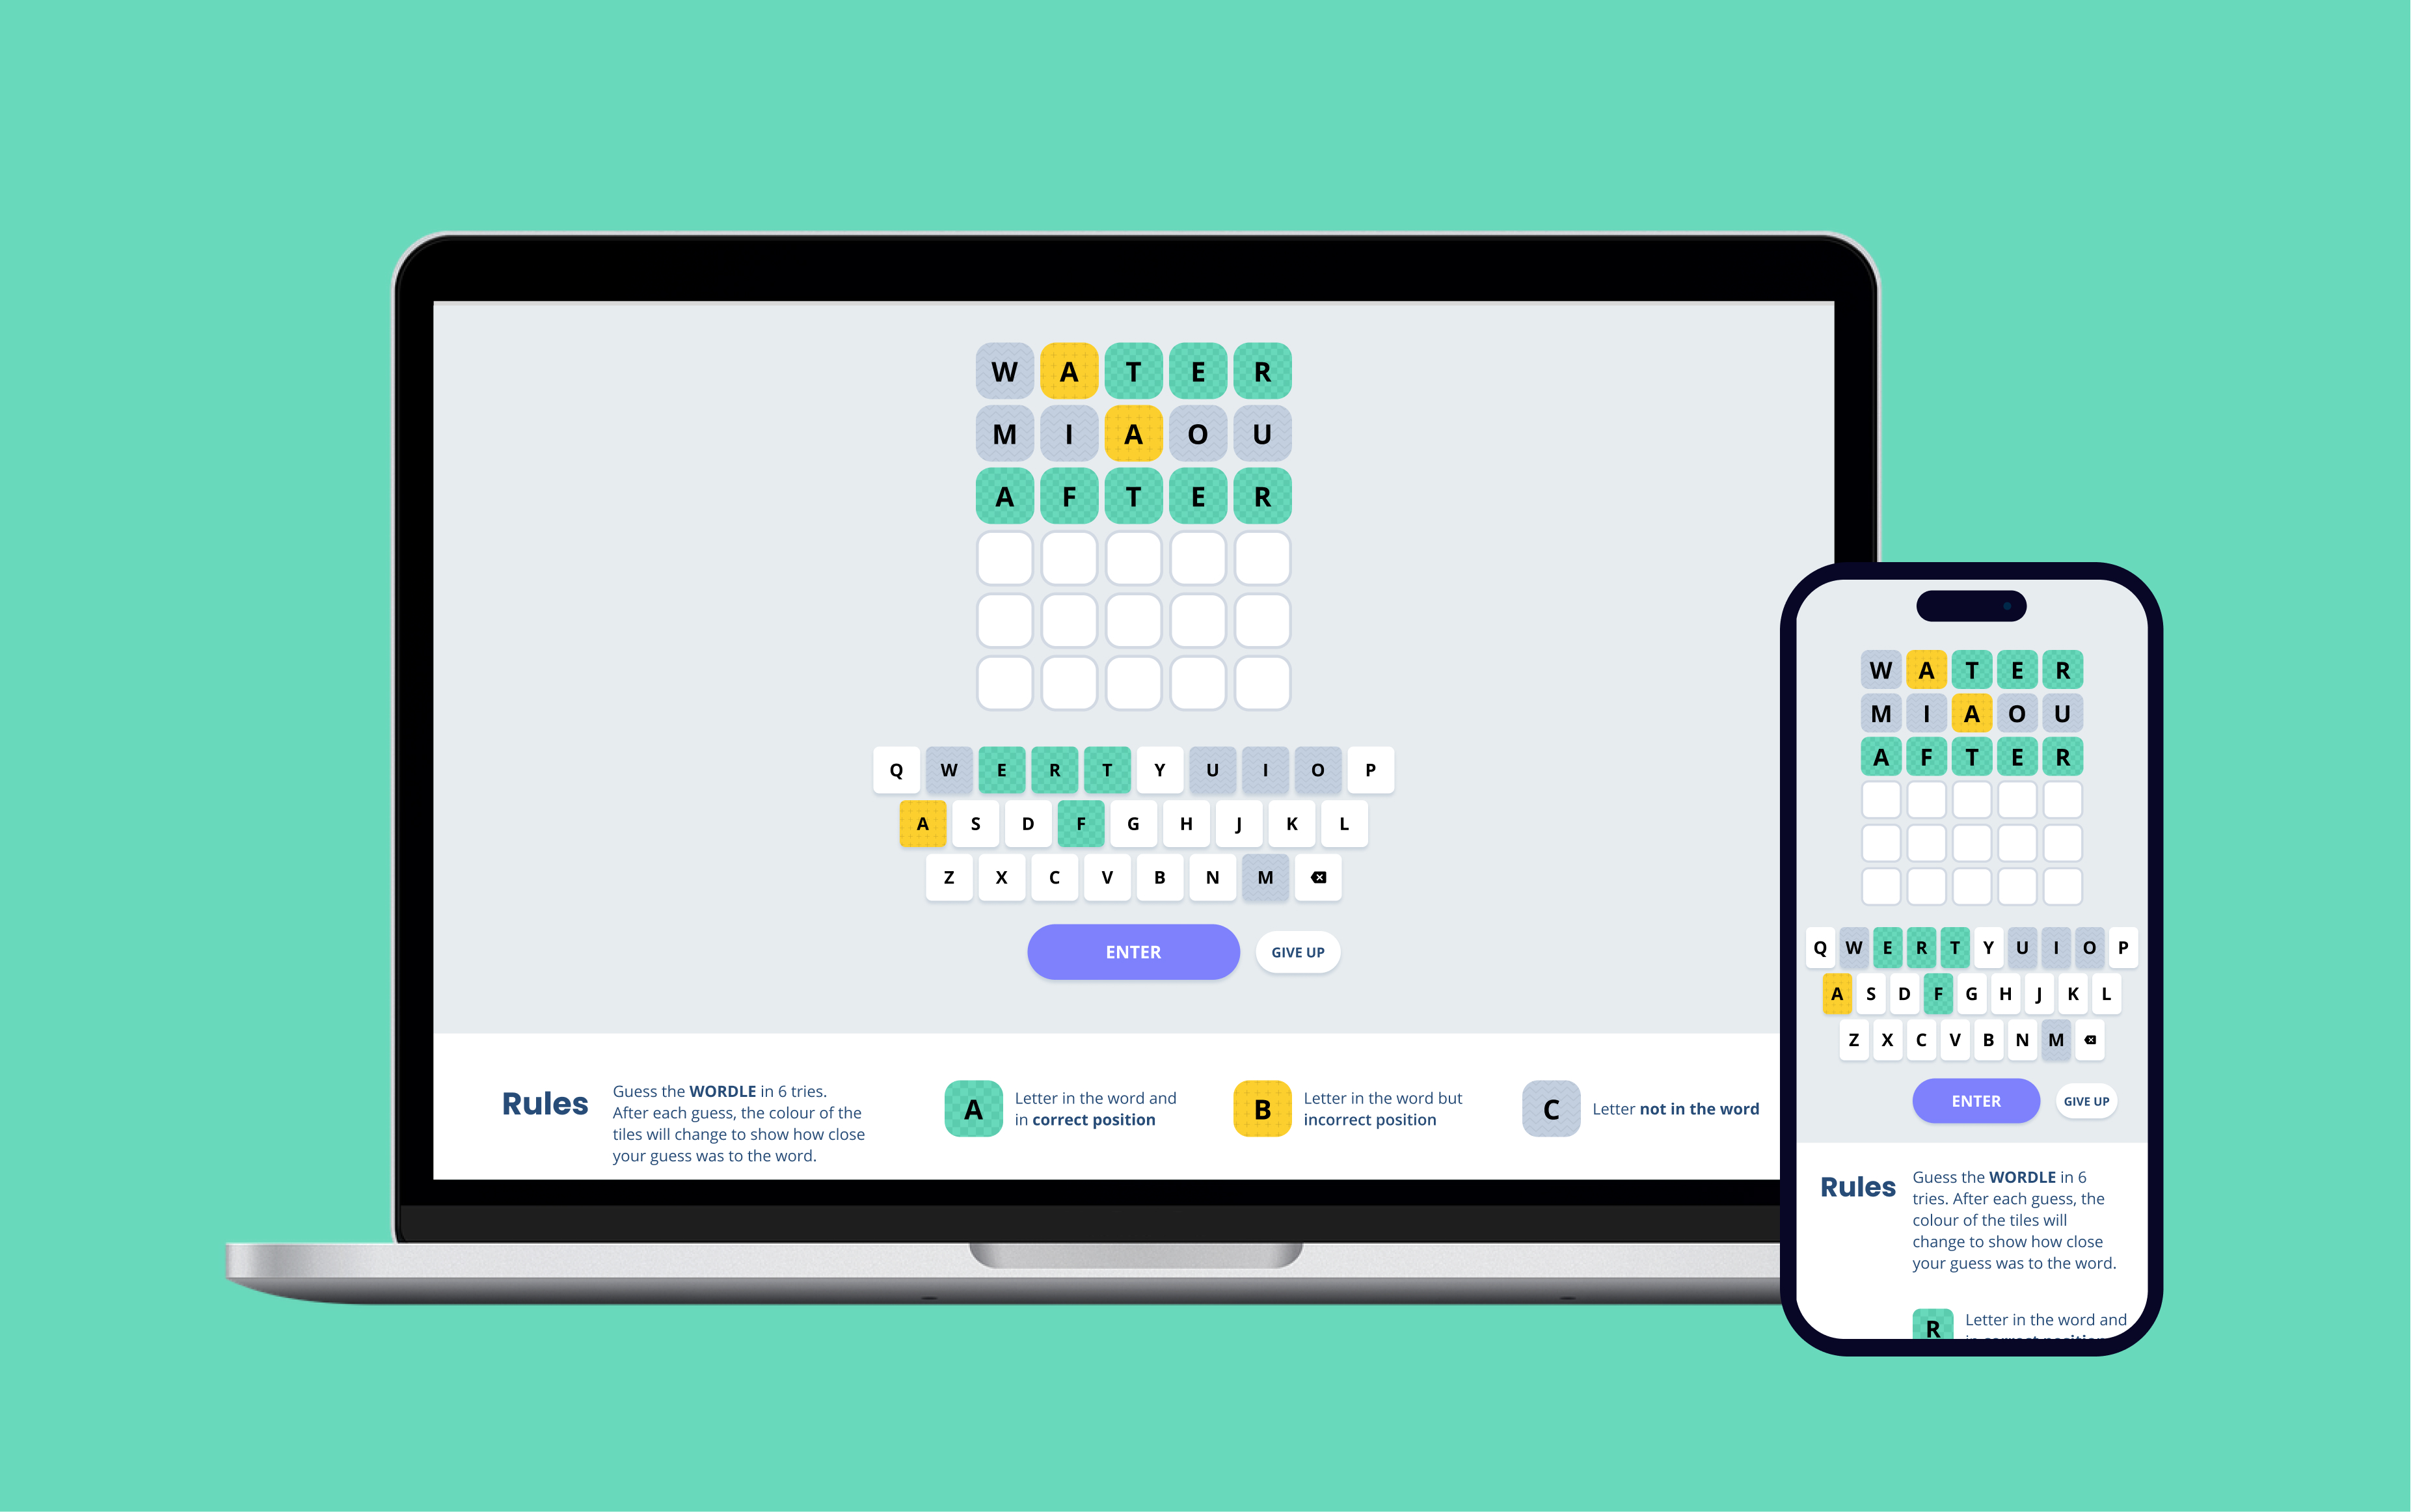 W A T E R
M I A O U
A F T E R
Q W E R T Y U I O P
A S D F G H J K L
Z X C V B N M
ENTER GIVE UP
Rules
Guess the WORDLE in 6 tries.
After each guess, the colour of the
tiles will change to show how close
your guess was to the word.
A
Letter in the word and
in correct position
B
Letter in the word but
incorrect position
C
Letter not in the word
W A T E R
M I A O U
A F T E R
Q W E R T Y U I O P
A S D F G H J K L
Z X C V B N M
ENTER GIVE UP
Rules
Guess the WORDLE in 6
tries. After each guess, the
colour of the tiles will
change to show how close
your guess was to the word.
R
Letter in the word and